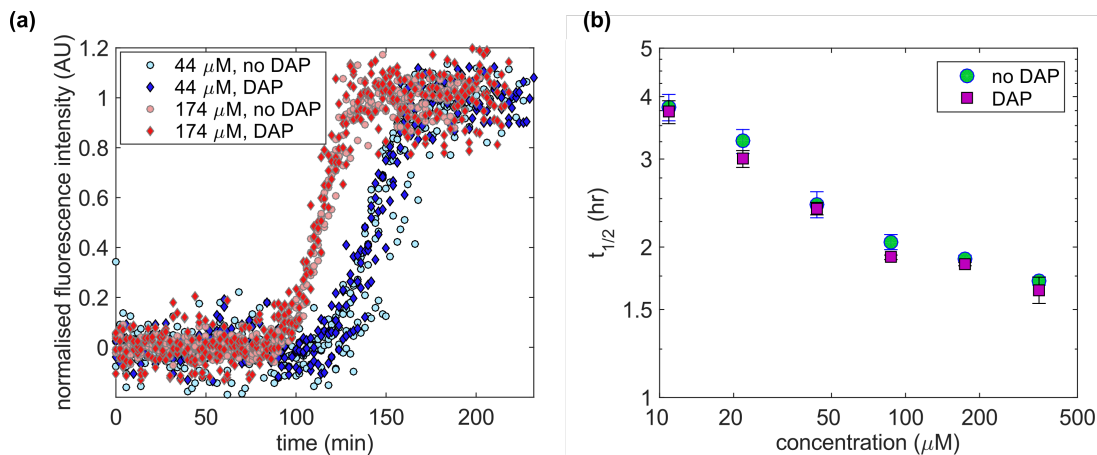 (a)
normalised fluorescence intensity (AU)
1.2
1
0.8
0.6
0.4
0.2
0
44 μM, no DAP
44 μM, DAP
174 μM, no DAP
174 μM, DAP
0 50 100 150 200
time (min)
(b)
t1/2 (hr)
5
4
3
2
1.5
1
no DAP
DAP
10 20 50 100 200 500
concentration (μM)